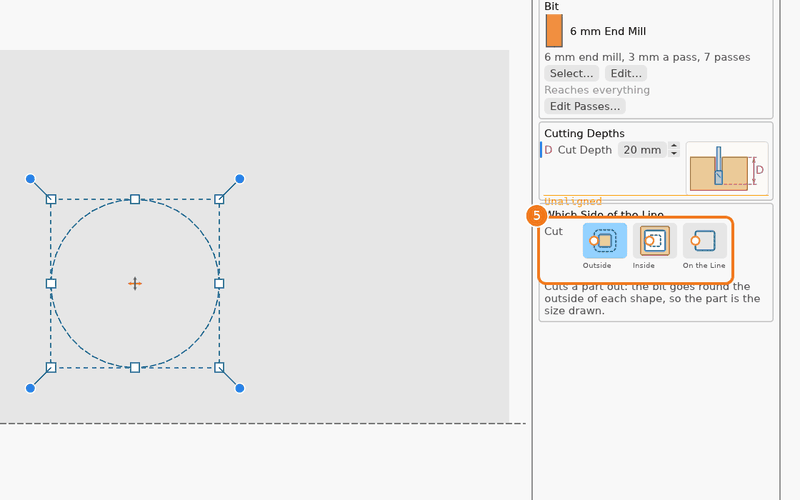 Bit
6 mm End Mill
6 mm end mill, 3 mm a pass, 7 passes
Select... Edit...
Reaches everything
Edit Passes...
Cutting Depths
D Cut Depth 20 mm
D
Unaligned
5 Which Side of the Line
Cut
Outside Inside On the Line
Cuts a part out: the bit goes round the
outside of each shape, so the part is the
size drawn.